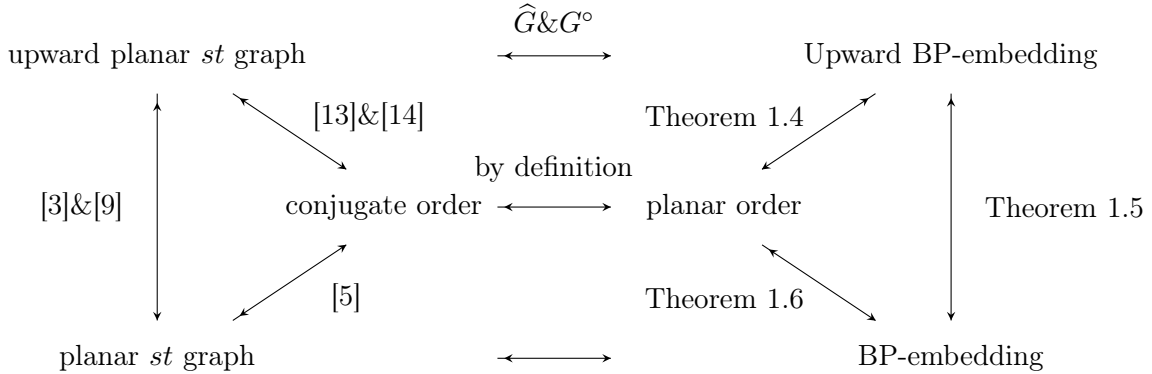 Ĝ&G°
upward planar st graph
Upward BP-embedding
[13]&[14]
Theorem 1.4
by definition
[3]&[9]
conjugate order
planar order
Theorem 1.5
[5]
Theorem 1.6
planar st graph
BP-embedding